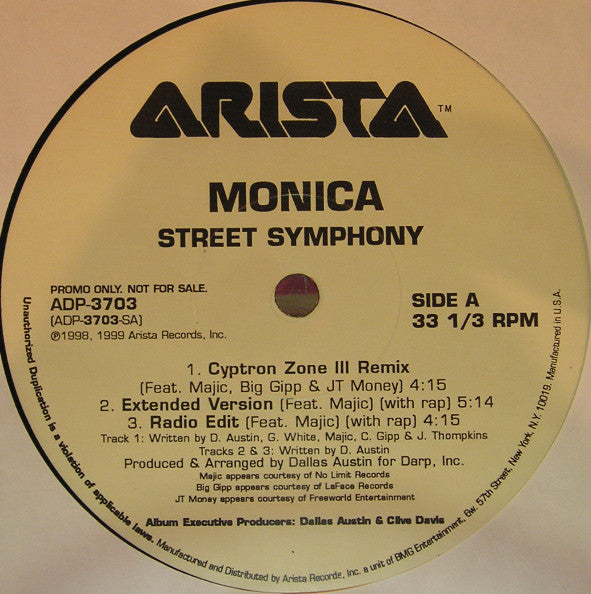 ARISTA™
MONICA
STREET SYMPHONY
PROMO ONLY. NOT FOR SALE.
ADP-3703
(ADP-3703-SA)
℗1998, 1999 Arista Records, Inc.
SIDE A
33 1/3 RPM
1. Cyptron Zone III Remix
(Feat. Majic, Big Gipp & JT Money) 4:15
2. Extended Version (Feat. Majic) (with rap) 5:14
3. Radio Edit (Feat. Majic) (with rap) 4:15
Track 1: Written by D. Austin, G. White, Majic, C. Gipp & J. Thompkins
Tracks 2 & 3: Written by D. Austin
Produced & Arranged by Dallas Austin for Darp, Inc.
Majic appears courtesy of No Limit Records
Big Gipp appears courtesy of LaFace Records
JT Money appears courtesy of Freeworld Entertainment
Album Executive Producers: Dallas Austin & Clive Davis
Unauthorized Duplication is a violation of applicable laws. Manufactured and Distributed by Arista Records, Inc. a unit of BMG Entertainment, 6w. 57th Street, N.Y. N.Y. 10019. Manufactured in U.S.A.